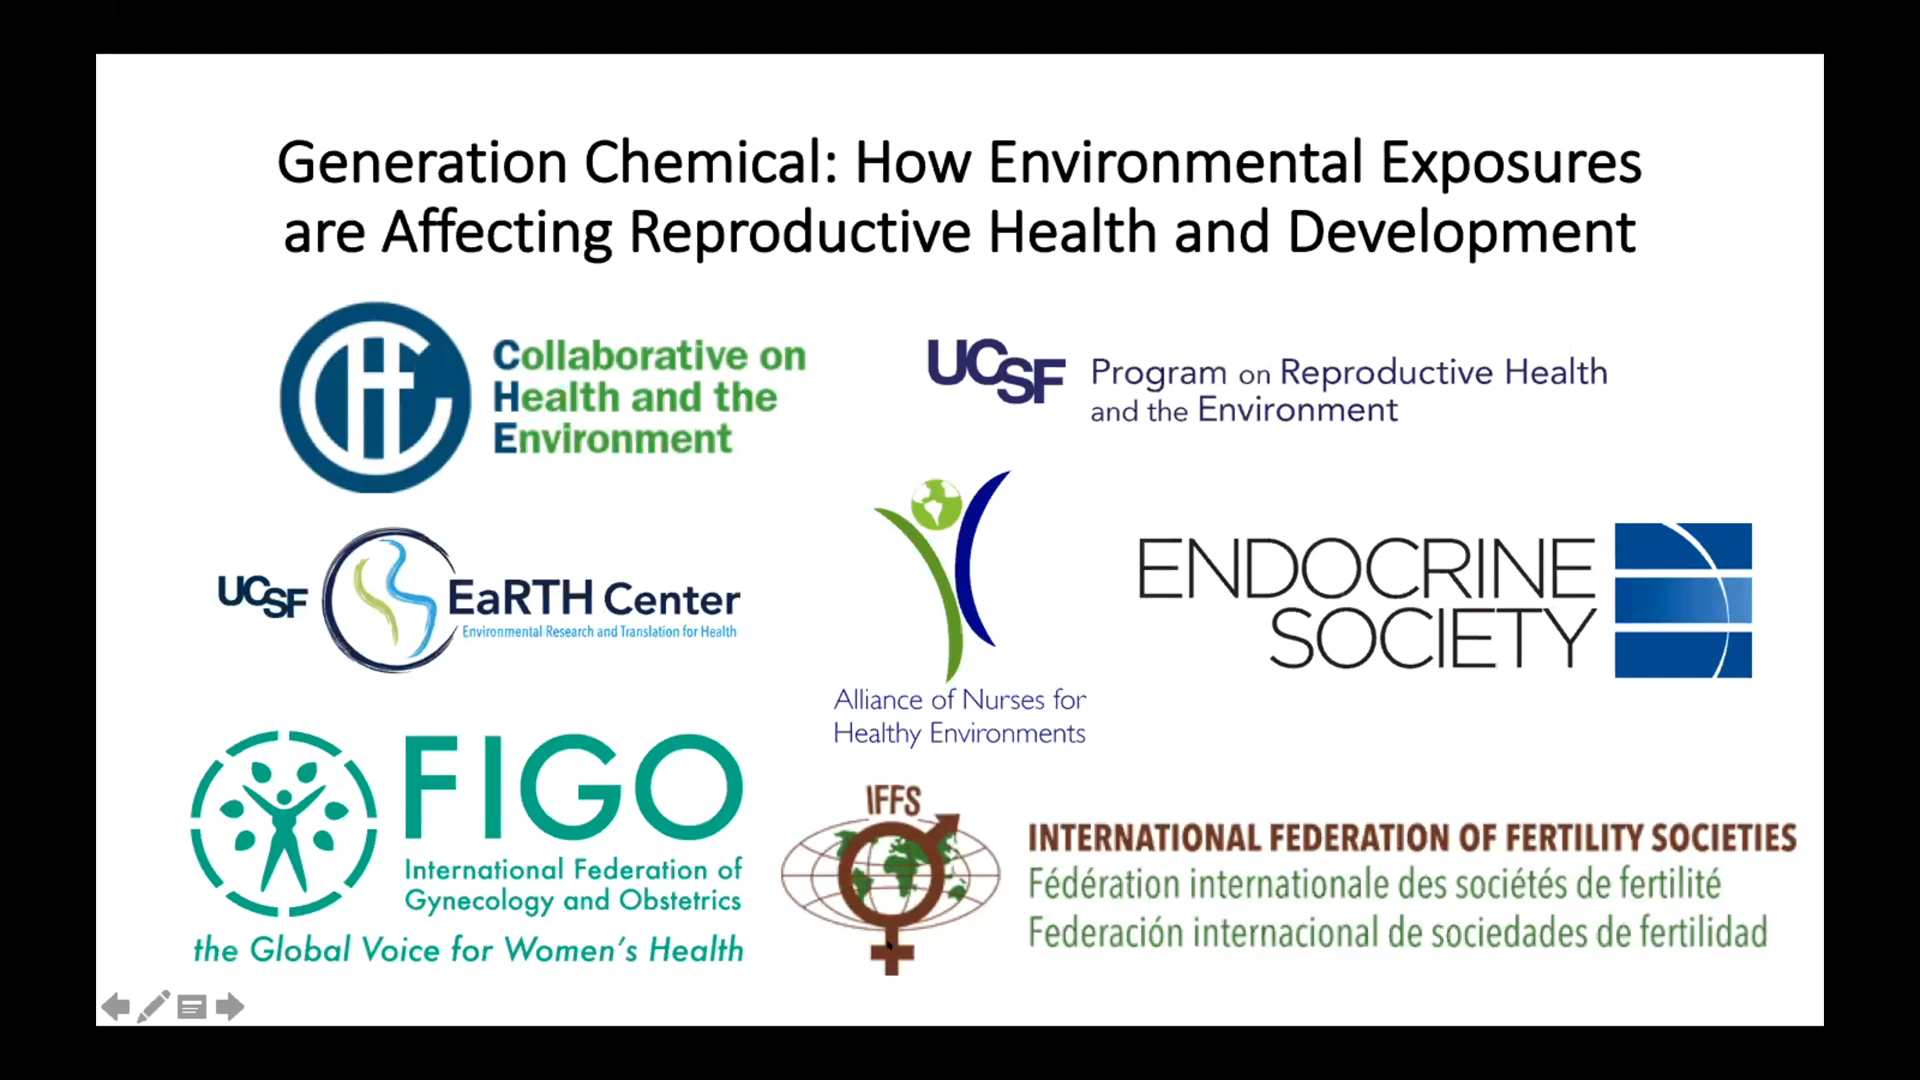 Generation Chemical: How Environmental Exposures
are Affecting Reproductive Health and Development
CHE
Collaborative on
Health and the
Environment
UCSF
Program on Reproductive Health
and the Environment
UCSF
EaRTH Center
Environmental Research and Translation for Health
Alliance of Nurses for
Healthy Environments
ENDOCRINE
SOCIETY
FIGO
International Federation of
Gynecology and Obstetrics
the Global Voice for Women's Health
IFFS
INTERNATIONAL FEDERATION OF FERTILITY SOCIETIES
Fédération internationale des sociétés de fertilité
Federación internacional de sociedades de fertilidad